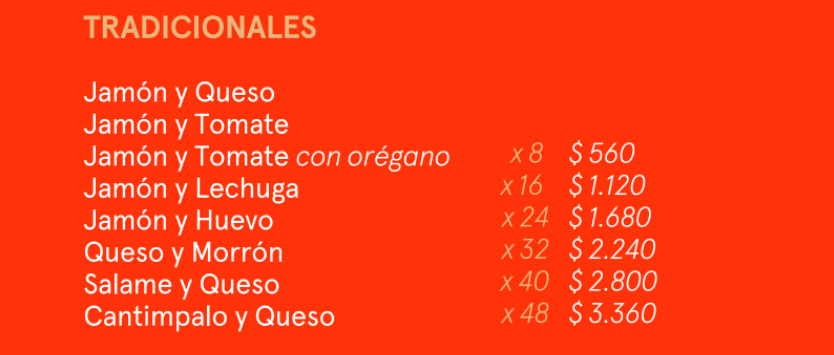 TRADICIONALES
Jamón y Queso
Jamón y Tomate
Jamón y Tomate con orégano
Jamón y Lechuga
Jamón y Huevo
Queso y Morrón
Salame y Queso
Cantimpalo y Queso
x 8 $ 560
x 16 $ 1.120
x 24 $ 1.680
x 32 $ 2.240
x 40 $ 2.800
x 48 $ 3.360